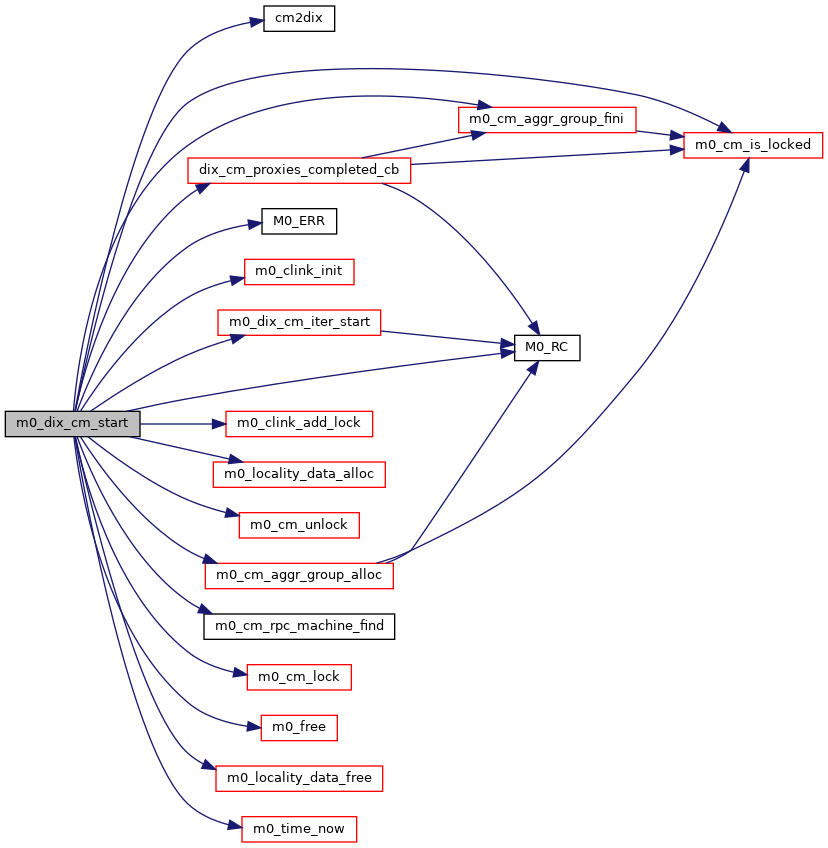 cm2dix
m0_cm_aggr_group_fini
m0_cm_is_locked
dix_cm_proxies_completed_cb
M0_ERR
m0_clink_init
m0_dix_cm_iter_start
M0_RC
m0_dix_cm_start
m0_clink_add_lock
m0_locality_data_alloc
m0_cm_unlock
m0_cm_aggr_group_alloc
m0_cm_rpc_machine_find
m0_cm_lock
m0_free
m0_locality_data_free
m0_time_now